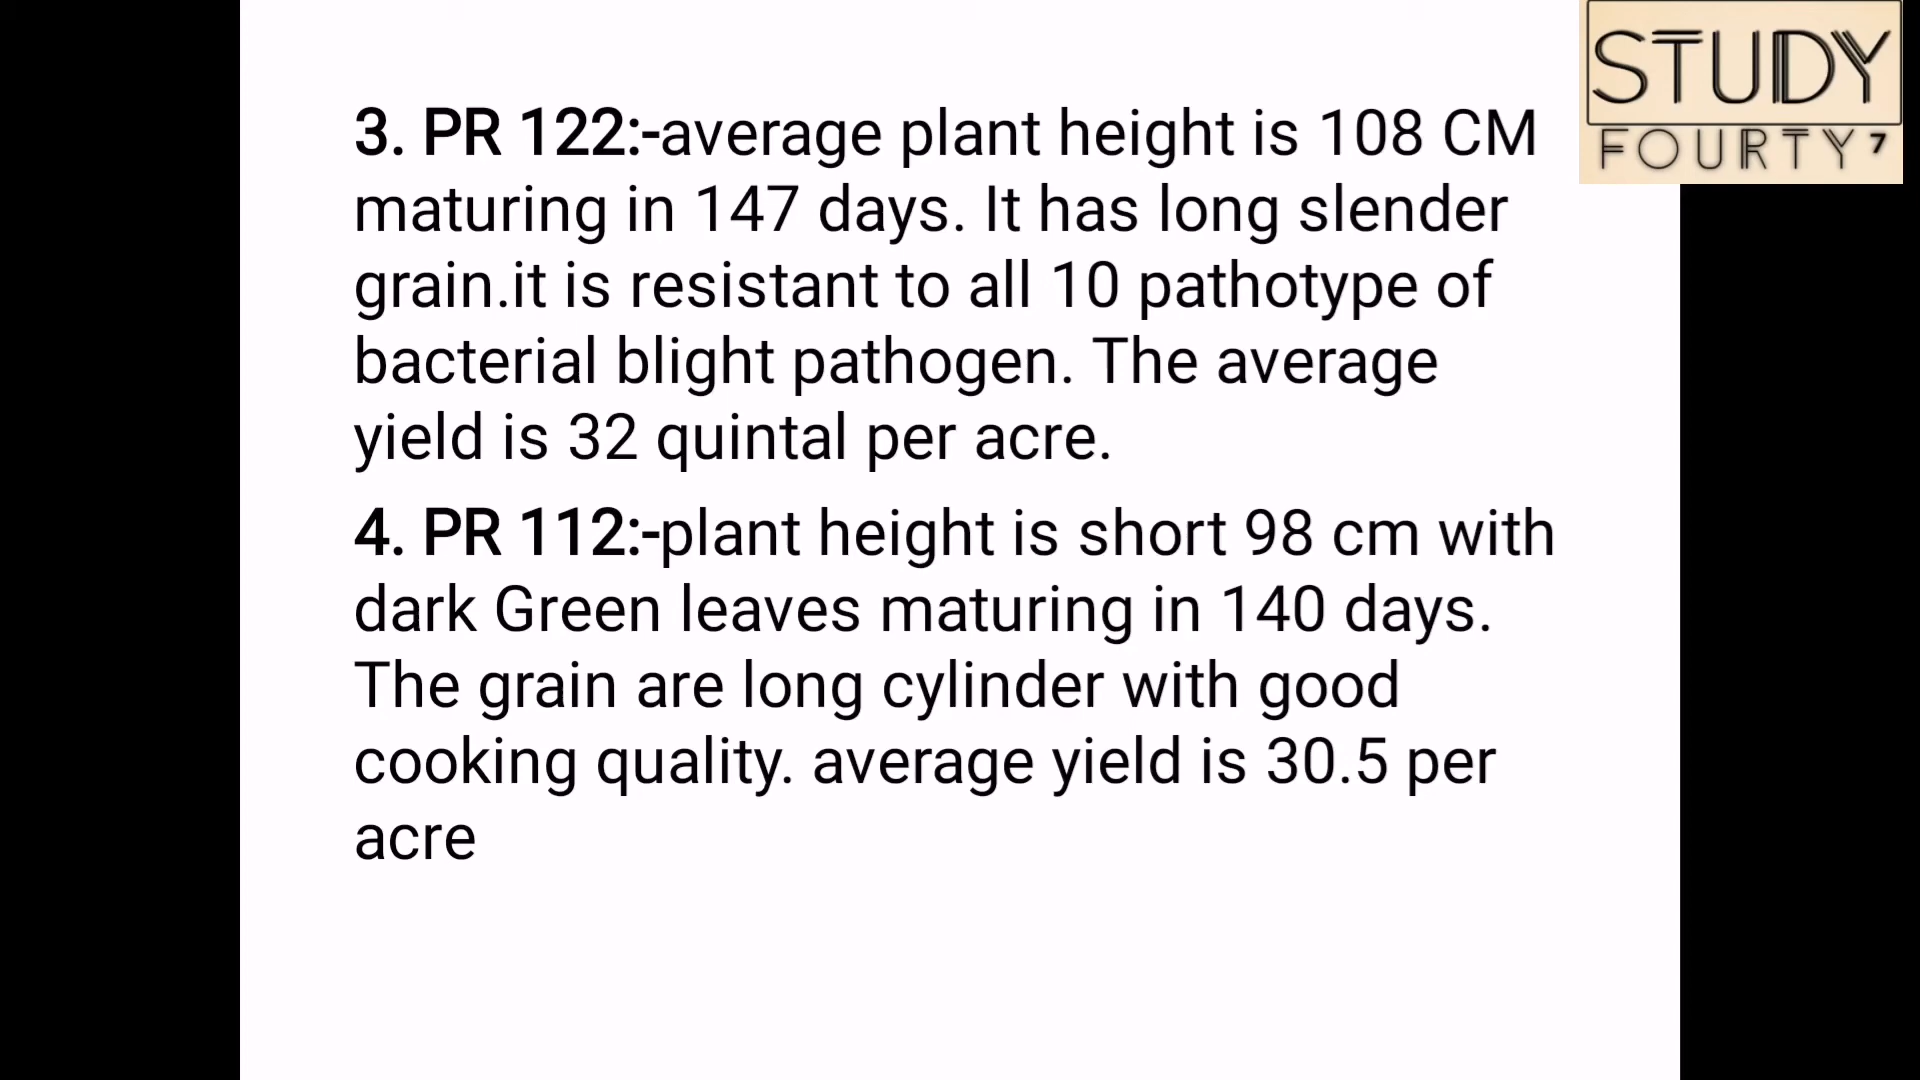 STUDY
FOURTY 7
3. PR 122:-average plant height is 108 CM
maturing in 147 days. It has long slender
grain.it is resistant to all 10 pathotype of
bacterial blight pathogen. The average
yield is 32 quintal per acre.
4. PR 112:-plant height is short 98 cm with
dark Green leaves maturing in 140 days.
The grain are long cylinder with good
cooking quality. average yield is 30.5 per
acre